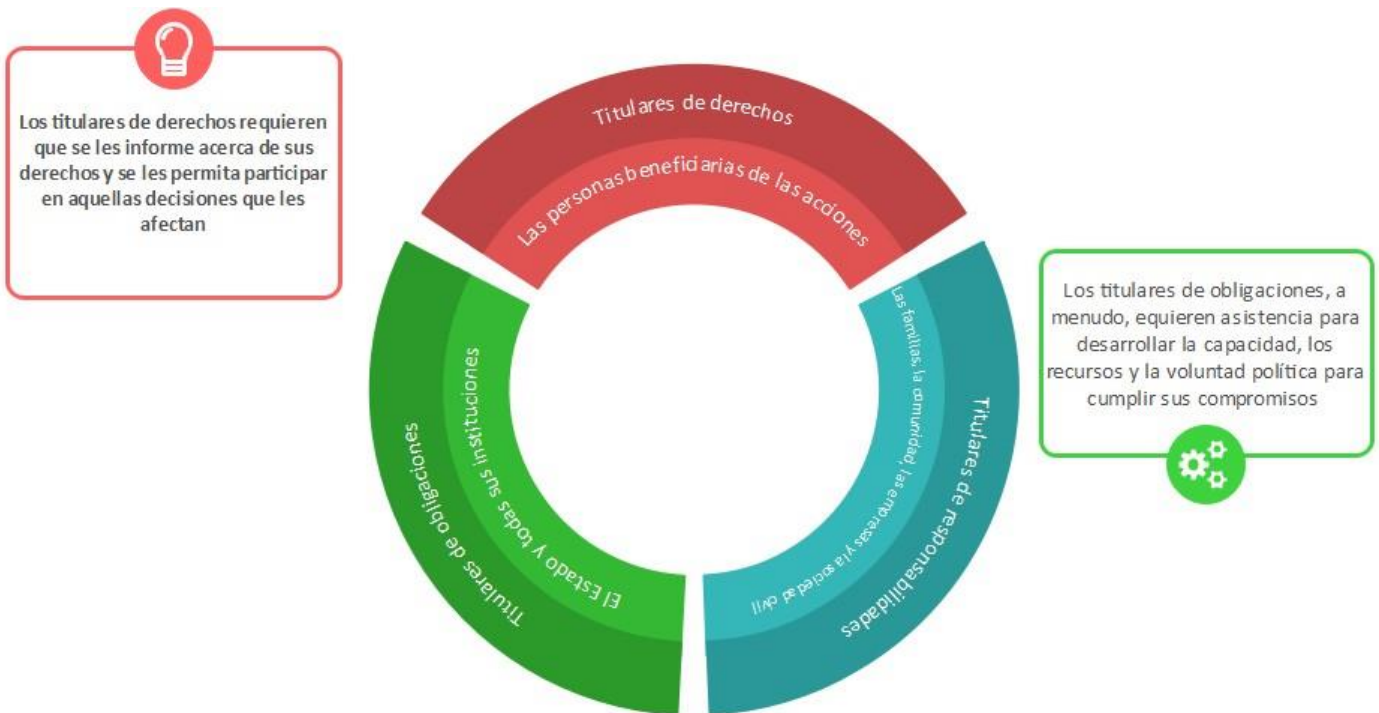 Los titulares de derechos requieren
que se les informe acerca de sus
derechos y se les permita participar
en aquellas decisiones que les
afectan
Titulares de derechos
Las personas beneficiarias de las acciones
Titulares de responsabilidades
Las familias, la comunidad, las empresas y la sociedad civil
Titulares de obligaciones
El Estado y todas sus instituciones
Los titulares de obligaciones, a
menudo, equieren asistencia para
desarrollar la capacidad, los
recursos y la voluntad política para
cumplir sus compromisos